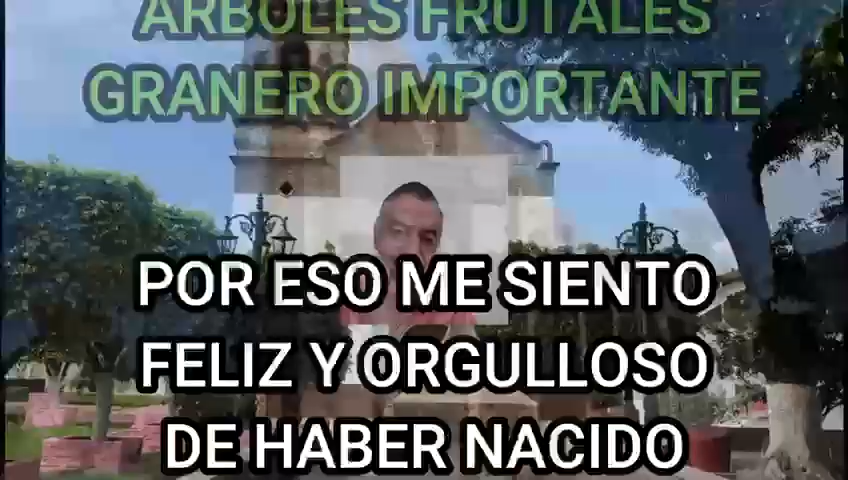 ARBOLES FRUTALES
GRANERO IMPORTANTE
POR ESO ME SIENTO
FELIZ Y ORGULLOSO
DE HABER NACIDO